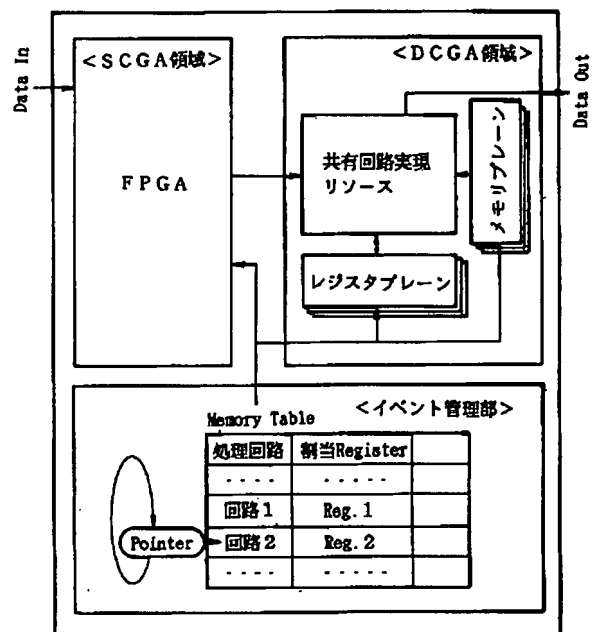 Data In
<SCGA領域>
FPGA
<DCGA領域>
共有回路実現
リソース
メモリプレーン
レジスタプレーン
Data Out
<イベント管理部>
Memory Table
処理回路 割当Register
.... .....
回路1 Reg.1
Pointer 回路2 Reg.2
.... .....